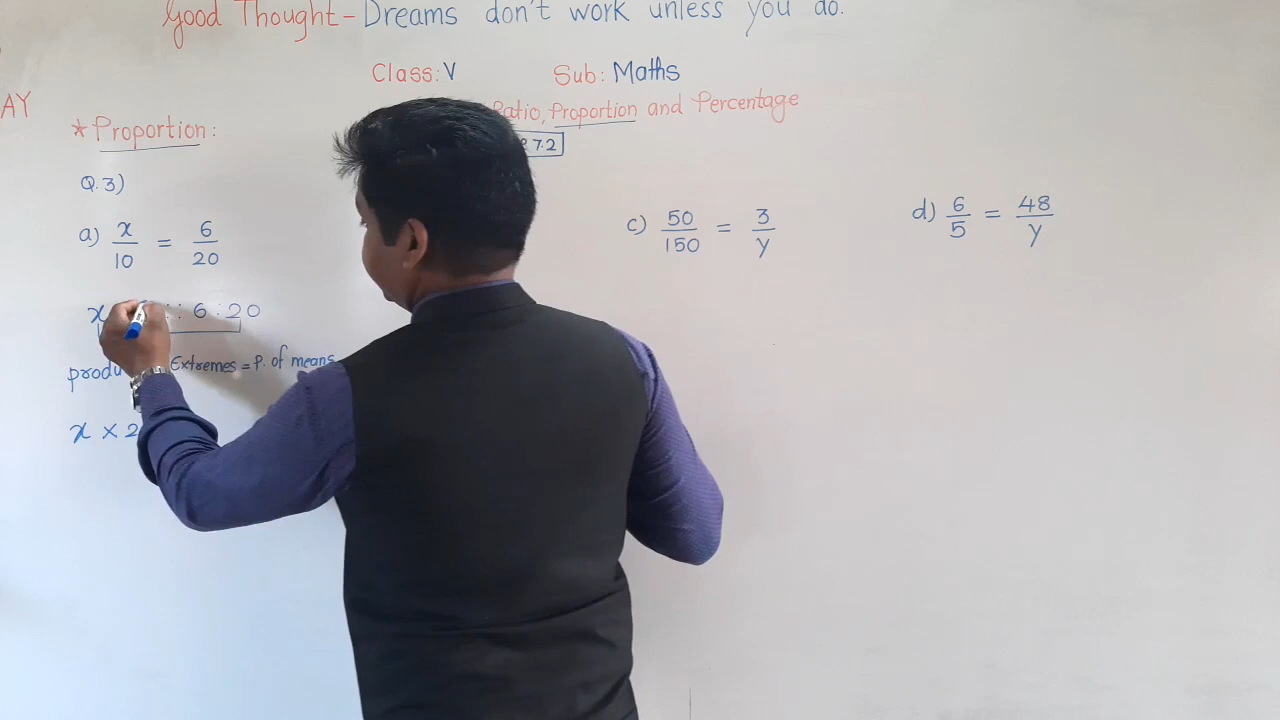 Good Thought - Dreams don't work unless you do.
Class: V Sub: Maths
AY
Ratio, Proportion and Percentage
* Proportion:
7.2
Q.3)
a) x/10 = 6/20
c) 50/150 = 3/y
d) 6/5 = 48/y
x :: 6:20
Extremes = P. of means
x × 2